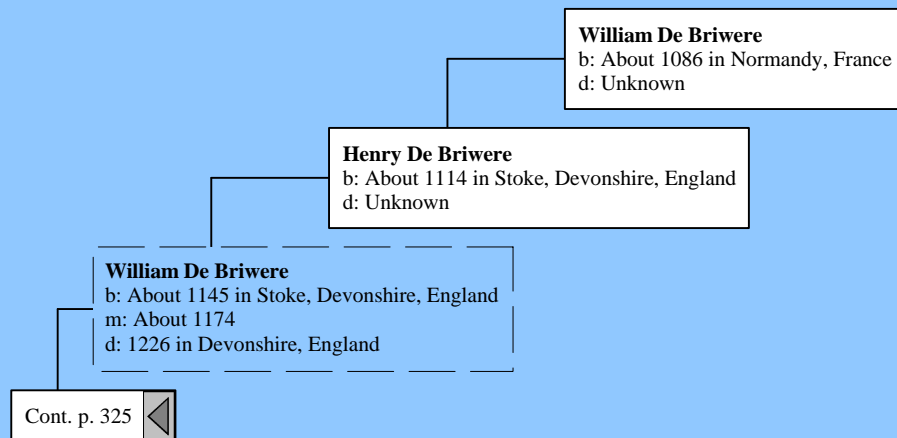 William De Briwere
b: About 1086 in Normandy, France
d: Unknown
Henry De Briwere
b: About 1114 in Stoke, Devonshire, England
d: Unknown
William De Briwere
b: About 1145 in Stoke, Devonshire, England
m: About 1174
d: 1226 in Devonshire, England
Cont. p. 325